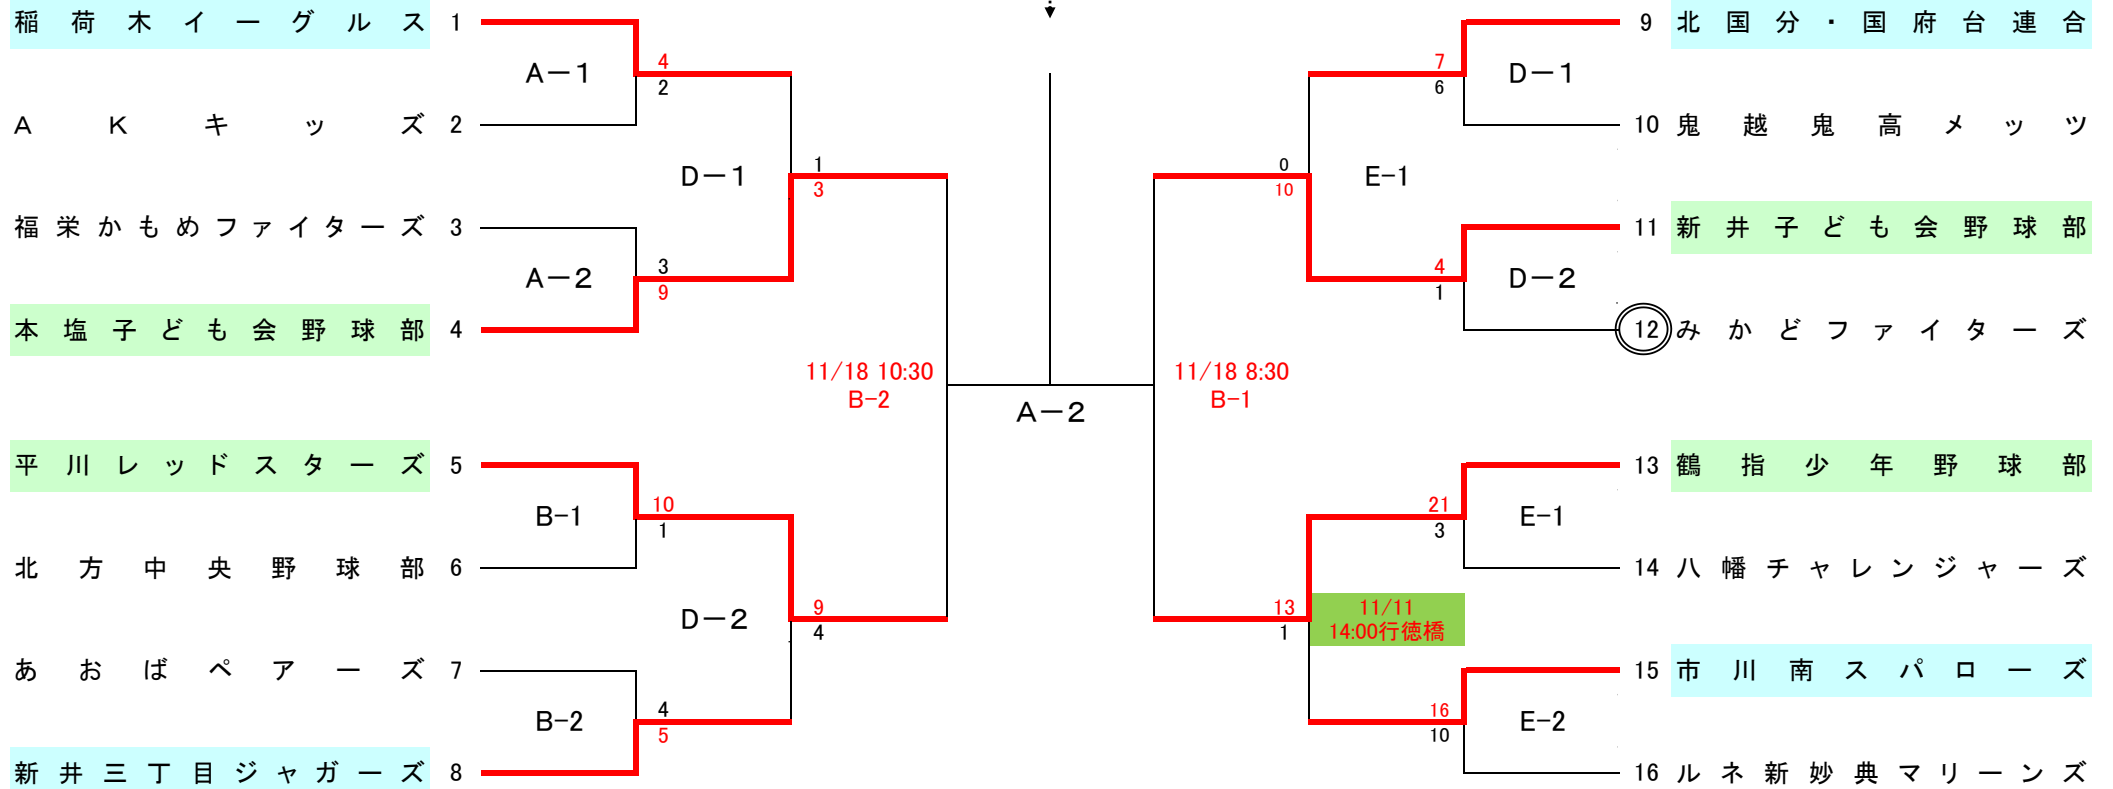 稲荷木イーグルス 1
A－1
4
2
ＡＫキッズ 2
D－1
1
3
福栄かもめファイターズ 3
A－2
3
9
本塩子ども会野球部 4
11/18 10:30
B-2
平川レッドスターズ 5
B-1
10
1
北方中央野球部 6
D－2
9
4
あおばペアーズ 7
B-2
4
5
新井三丁目ジャガーズ 8
A－2
9 北国分・国府台連合
D－1
7
6
10 鬼越鬼高メッツ
E-1
0
10
11 新井子ども会野球部
D－2
4
1
12 みかどファイターズ
11/18 8:30
B-1
13 鶴指少年野球部
E-1
21
3
14 八幡チャレンジャーズ
13
1
11/11
14:00行徳橋
15 市川南スパローズ
E-2
16
10
16 ルネ新妙典マリーンズ